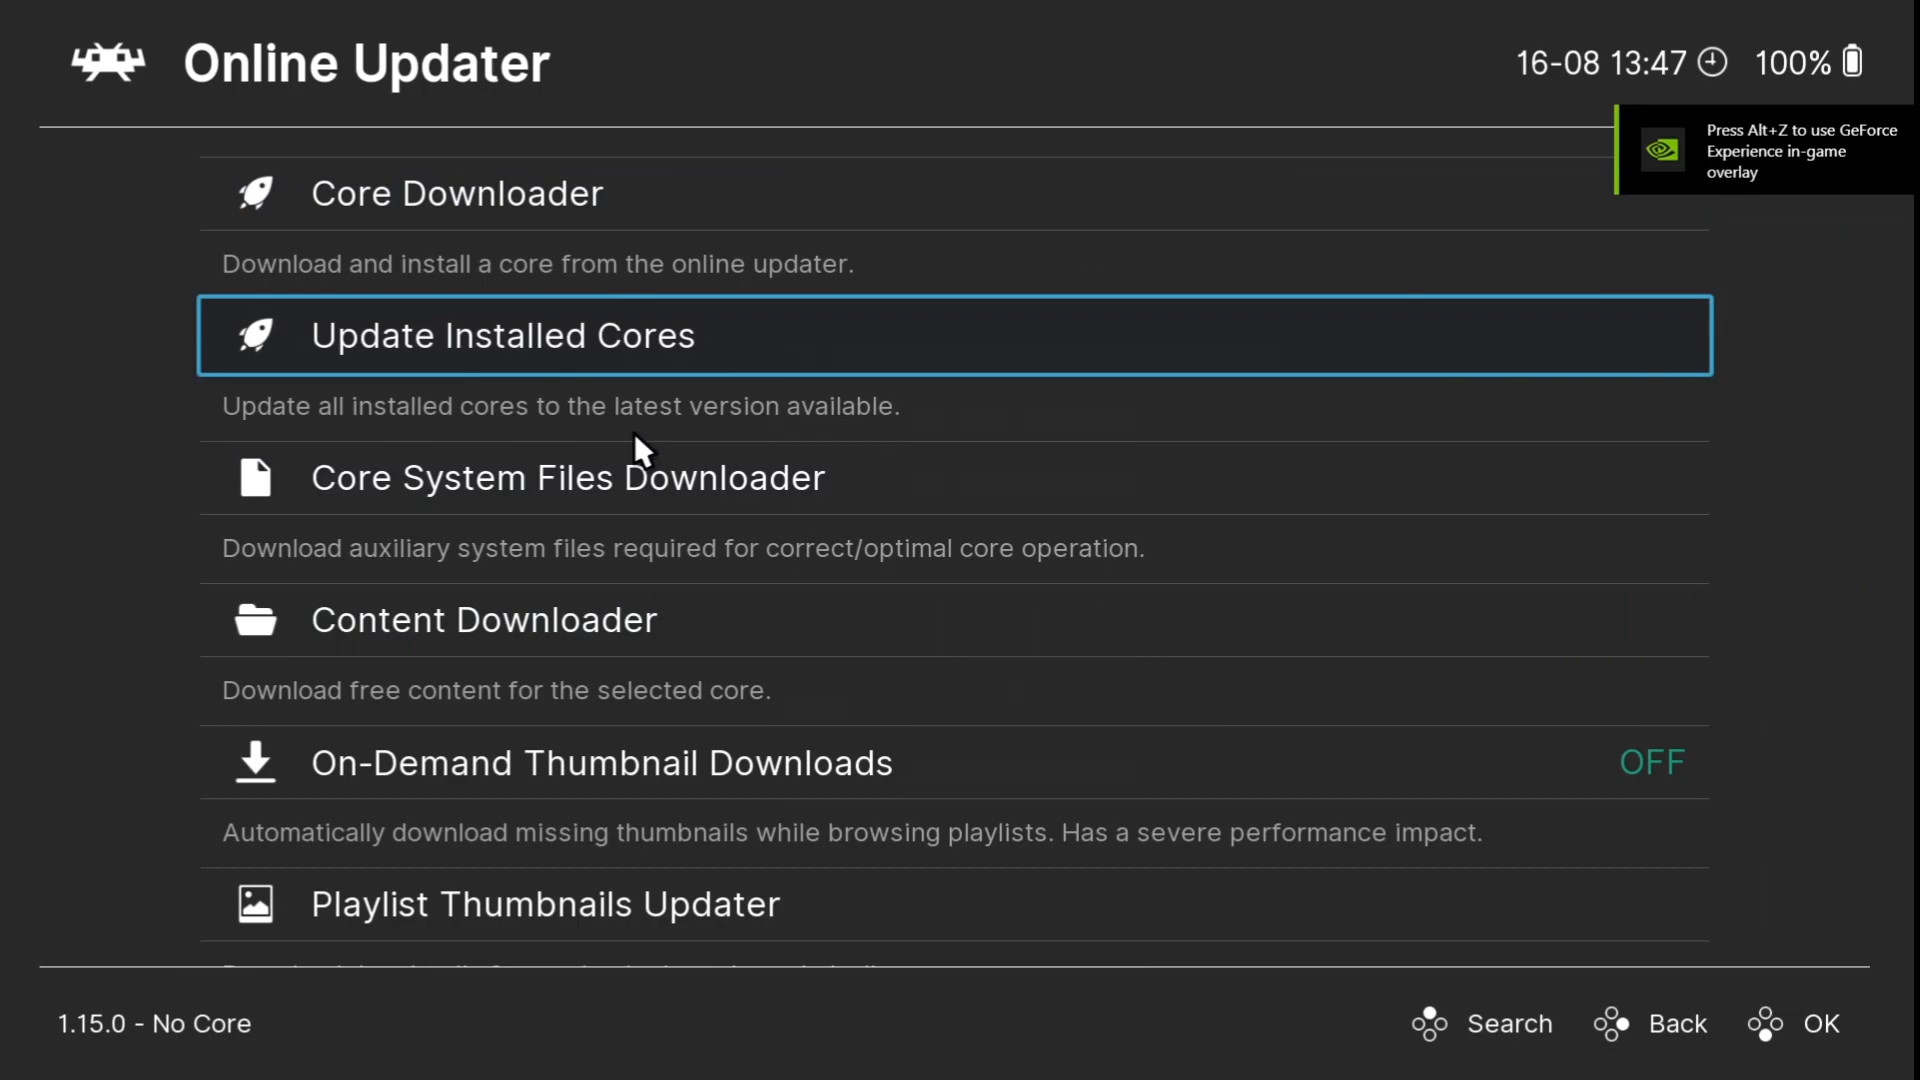 Online Updater
16-08 13:47 100%
Press Alt+Z to use GeForce
Experience in-game
overlay
Core Downloader
Download and install a core from the online updater.
Update Installed Cores
Update all installed cores to the latest version available.
Core System Files Downloader
Download auxiliary system files required for correct/optimal core operation.
Content Downloader
Download free content for the selected core.
On-Demand Thumbnail Downloads OFF
Automatically download missing thumbnails while browsing playlists. Has a severe performance impact.
Playlist Thumbnails Updater
1.15.0 - No Core
Search Back OK